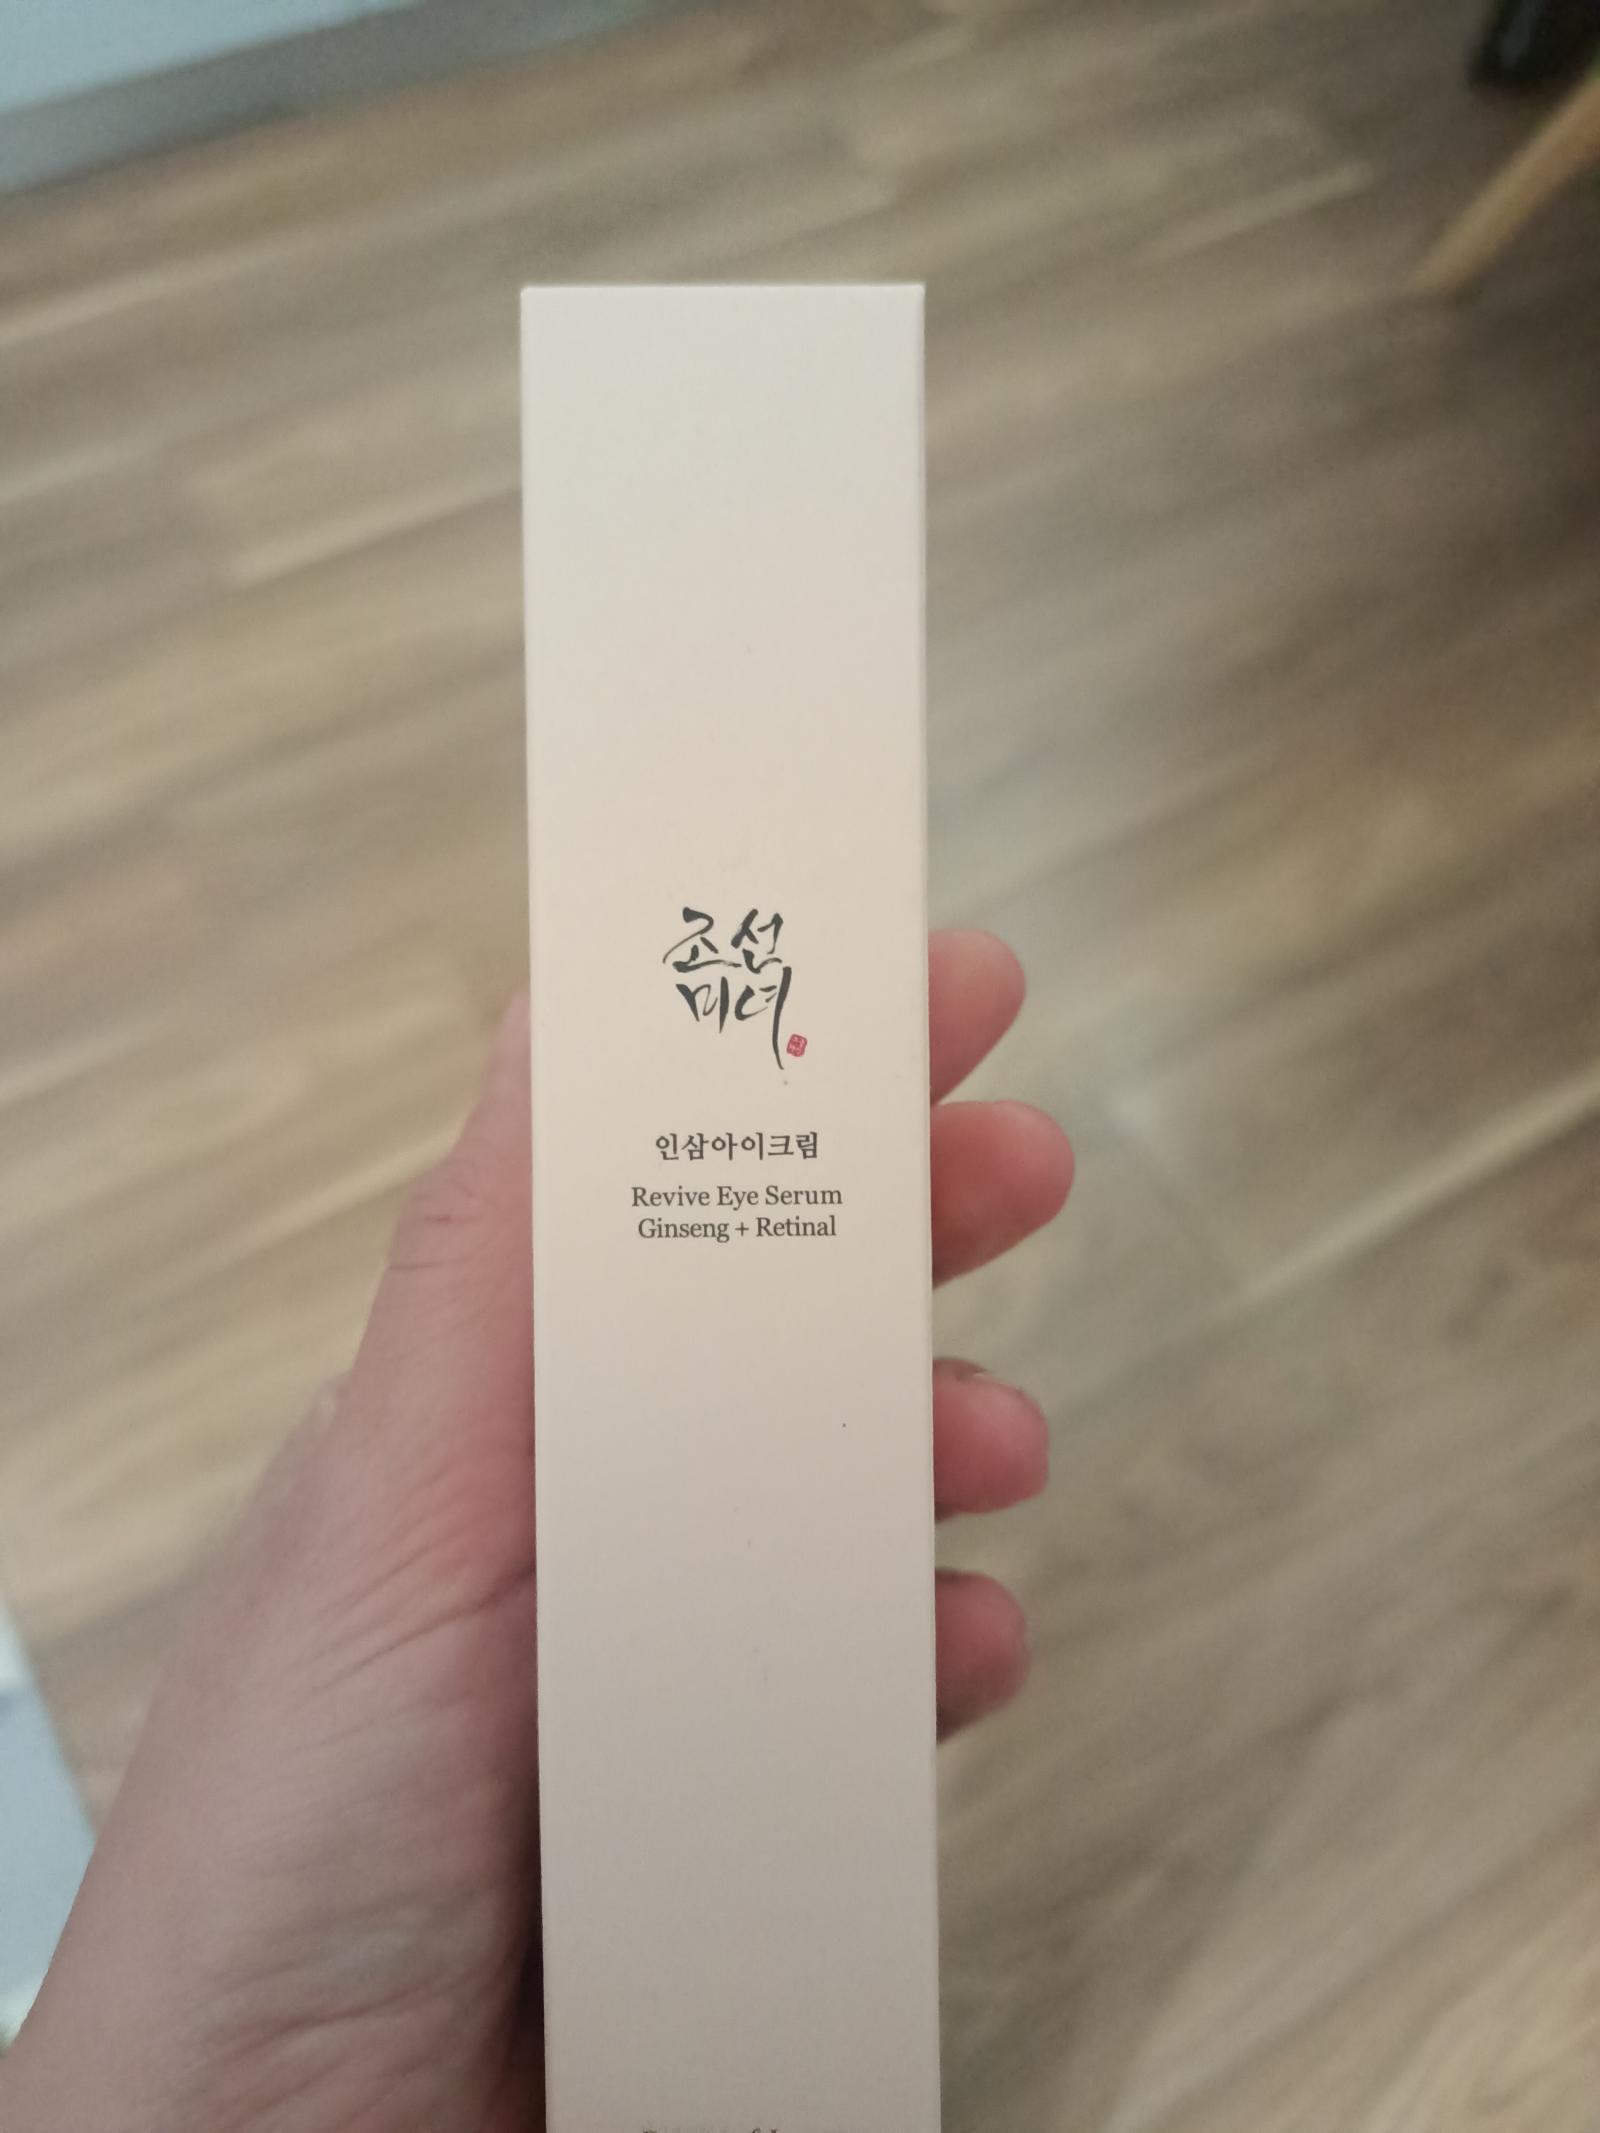 조선
미녀
인삼아이크림
Revive Eye Serum
Ginseng + Retinal